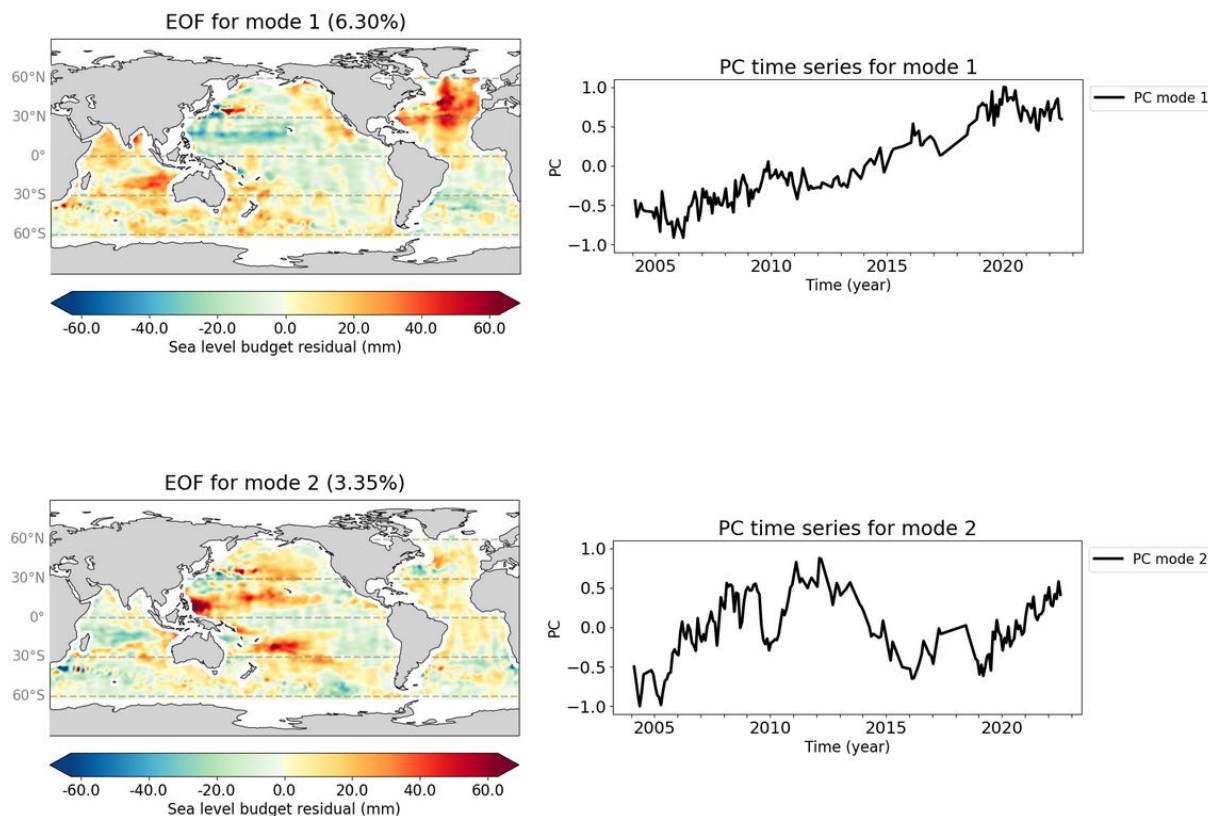 EOF for mode 1 (6.30%)
60°N
30°N
0°
30°S
60°S
-60.0 -40.0 -20.0 0.0 20.0 40.0 60.0
Sea level budget residual (mm)
PC time series for mode 1
PC mode 1
1.0
0.5
0.0
−0.5
−1.0
PC
2005 2010 2015 2020
Time (year)
EOF for mode 2 (3.35%)
60°N
30°N
0°
30°S
60°S
-60.0 -40.0 -20.0 0.0 20.0 40.0 60.0
Sea level budget residual (mm)
PC time series for mode 2
PC mode 2
1.0
0.5
0.0
−0.5
−1.0
PC
2005 2010 2015 2020
Time (year)